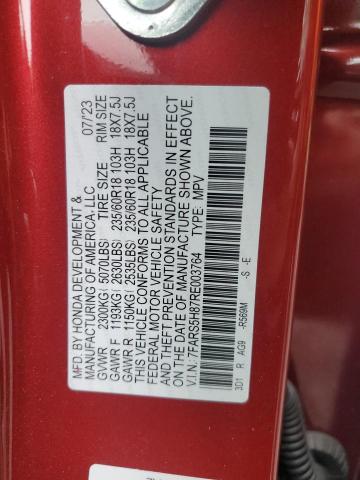 MFD. BY HONDA DEVELOPMENT & 07/'23
MANUFACTURING OF AMERICA, LLC
GVWR 2300KG( 5070LBS) TIRE SIZE RIM SIZE
GAWR F 1193KG( 2630LBS) 235/60R18 103H 18X7.5J
GAWR R 1150KG( 2535LBS) 235/60R18 103H 18X7.5J
THIS VEHICLE CONFORMS TO ALL APPLICABLE
FEDERAL MOTOR VEHICLE SAFETY
AND THEFT PREVENTION STANDARDS IN EFFECT
ON THE DATE OF MANUFACTURE SHOWN ABOVE.
V.I.N.: 7FARS5H87RE003764 TYPE: MPV
3D1 R AG9 -R569M -S -E